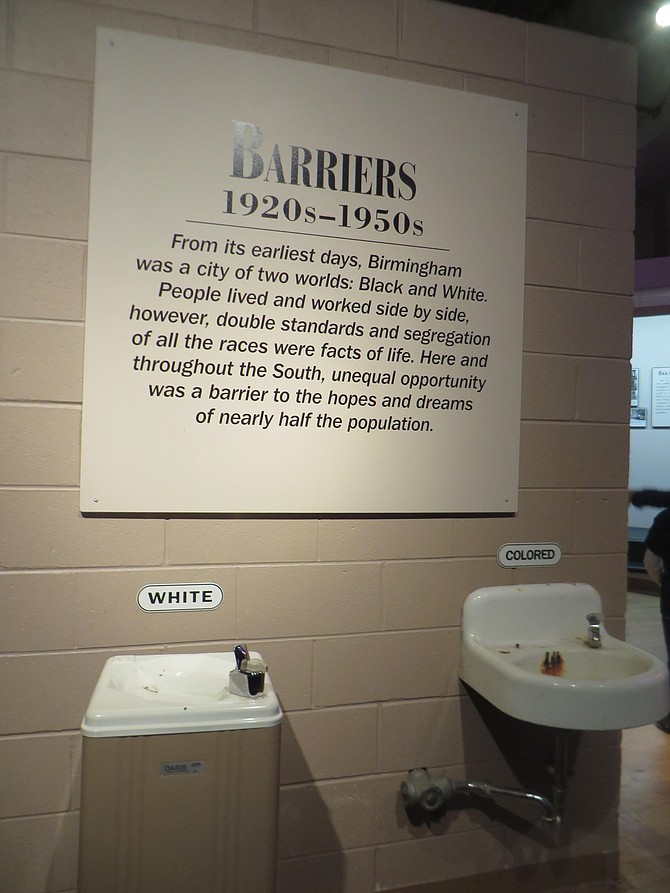 BARRIERS
1920s–1950s
From its earliest days, Birmingham
was a city of two worlds: Black and White.
People lived and worked side by side,
however, double standards and segregation
of all the races were facts of life. Here and
throughout the South, unequal opportunity
was a barrier to the hopes and dreams
of nearly half the population.
COLORED
WHITE
OASIS